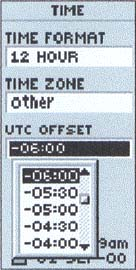 TIME
TIME FORMAT
12 HOUR
TIME ZONE
Other
UTC OFFSET
-06:00
-06:00
-05:30
-05:00
-04:30
-04:00
9am
-00